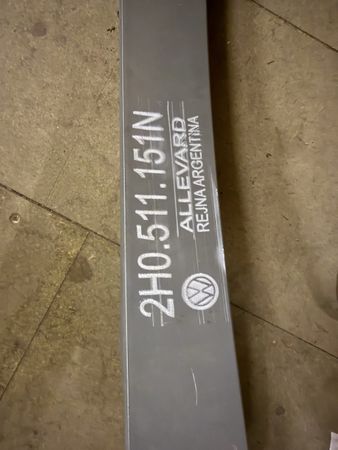 2H0.511.151N
ALLEVARD
REJNA ARGENTINA